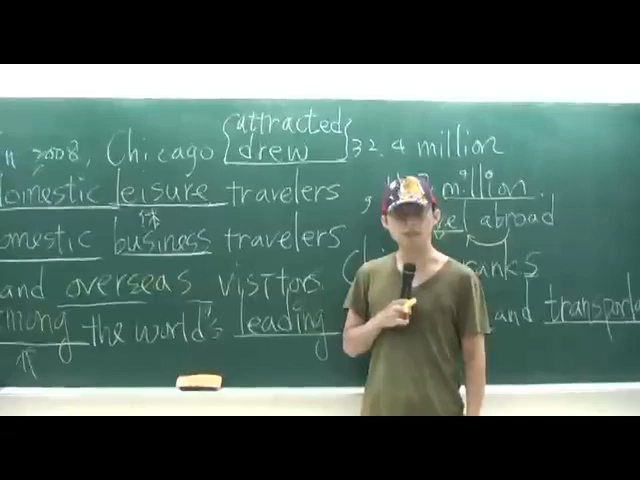 In 2008, Chicago {attracted
drew} 32.4 million
domestic leisure travelers, million
domestic business travelers abroad
and overseas visitors. ranks
among the world's leading and transporta